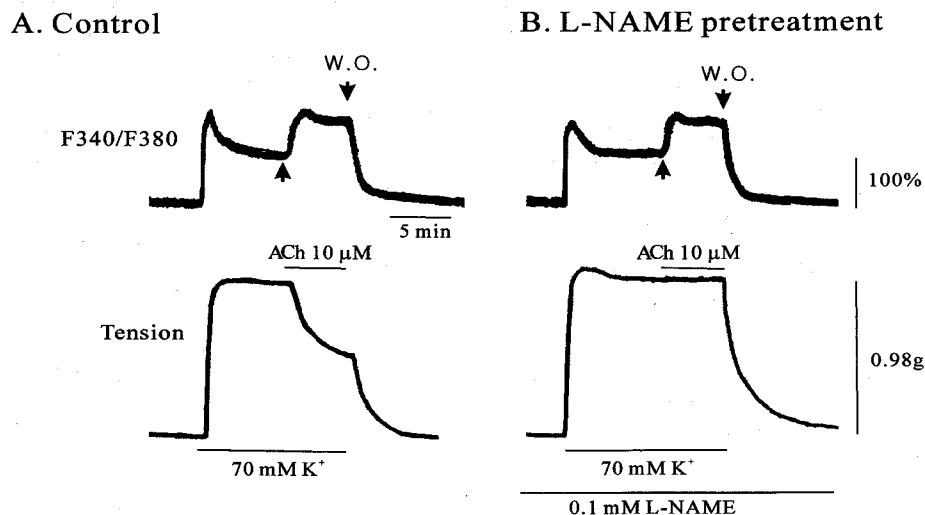 A. Control
B. L-NAME pretreatment
W.O.
W.O.
F340/F380
100%
5 min
ACh 10 μM
ACh 10 μM
Tension
0.98g
70 mM K⁺
70 mM K⁺
0.1 mM L-NAME